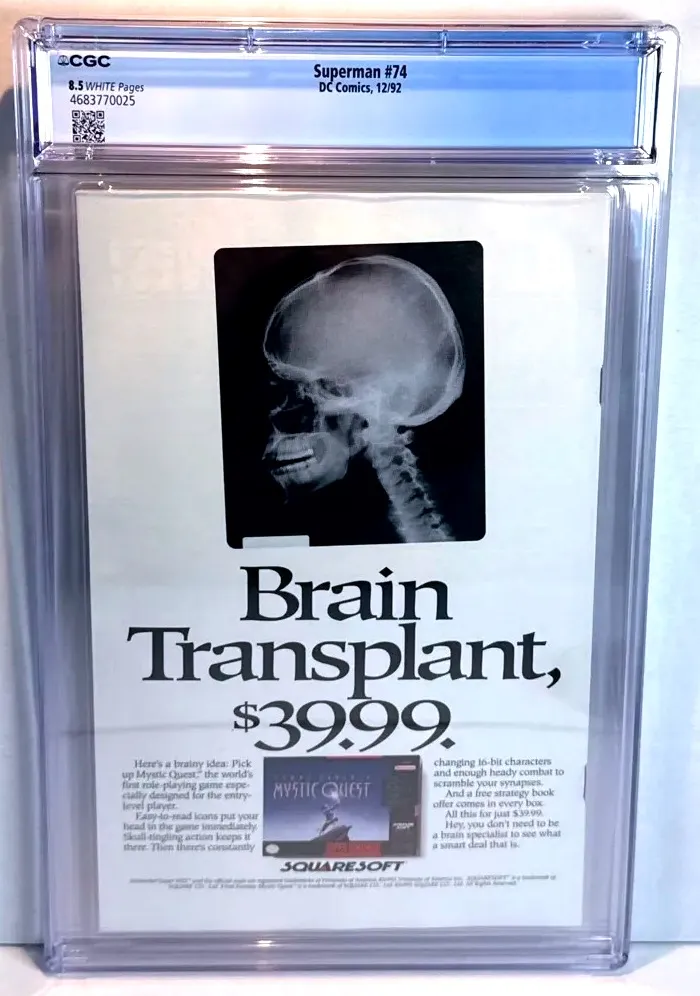 CGC
8.5 WHITE Pages
4683770025
Superman #74
DC Comics, 12/92
Brain
Transplant,
$39.99.
Here's a brainy idea: Pick
up Mystic Quest,™ the world's
first role-playing game espe-
cially designed for the entry-
level player.
Easy-to-read icons put your
head in the game immediately.
Skull-tingling action keeps it
there. Then there's constantly
MYSTIC QUEST
changing 16-bit characters
and enough heady combat to
scramble your synapses.
And a free strategy book
offer comes in every box.
All this for just $39.99.
Hey, you don't need to be
a brain specialist to see what
a smart deal that is.
SQUARESOFT